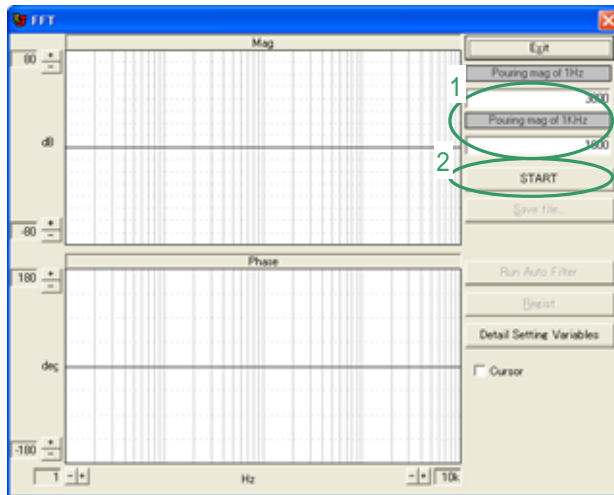 FFT
Mag
80
dB
-80
Phase
180
deg
-180
1
Hz
10k
Exit
Pouring mag of 1Hz
1
3000
Pouring mag of 1KHz
1000
2
START
Save file...
Run Auto Filter
Regist
Detail Setting Variables
Cursor